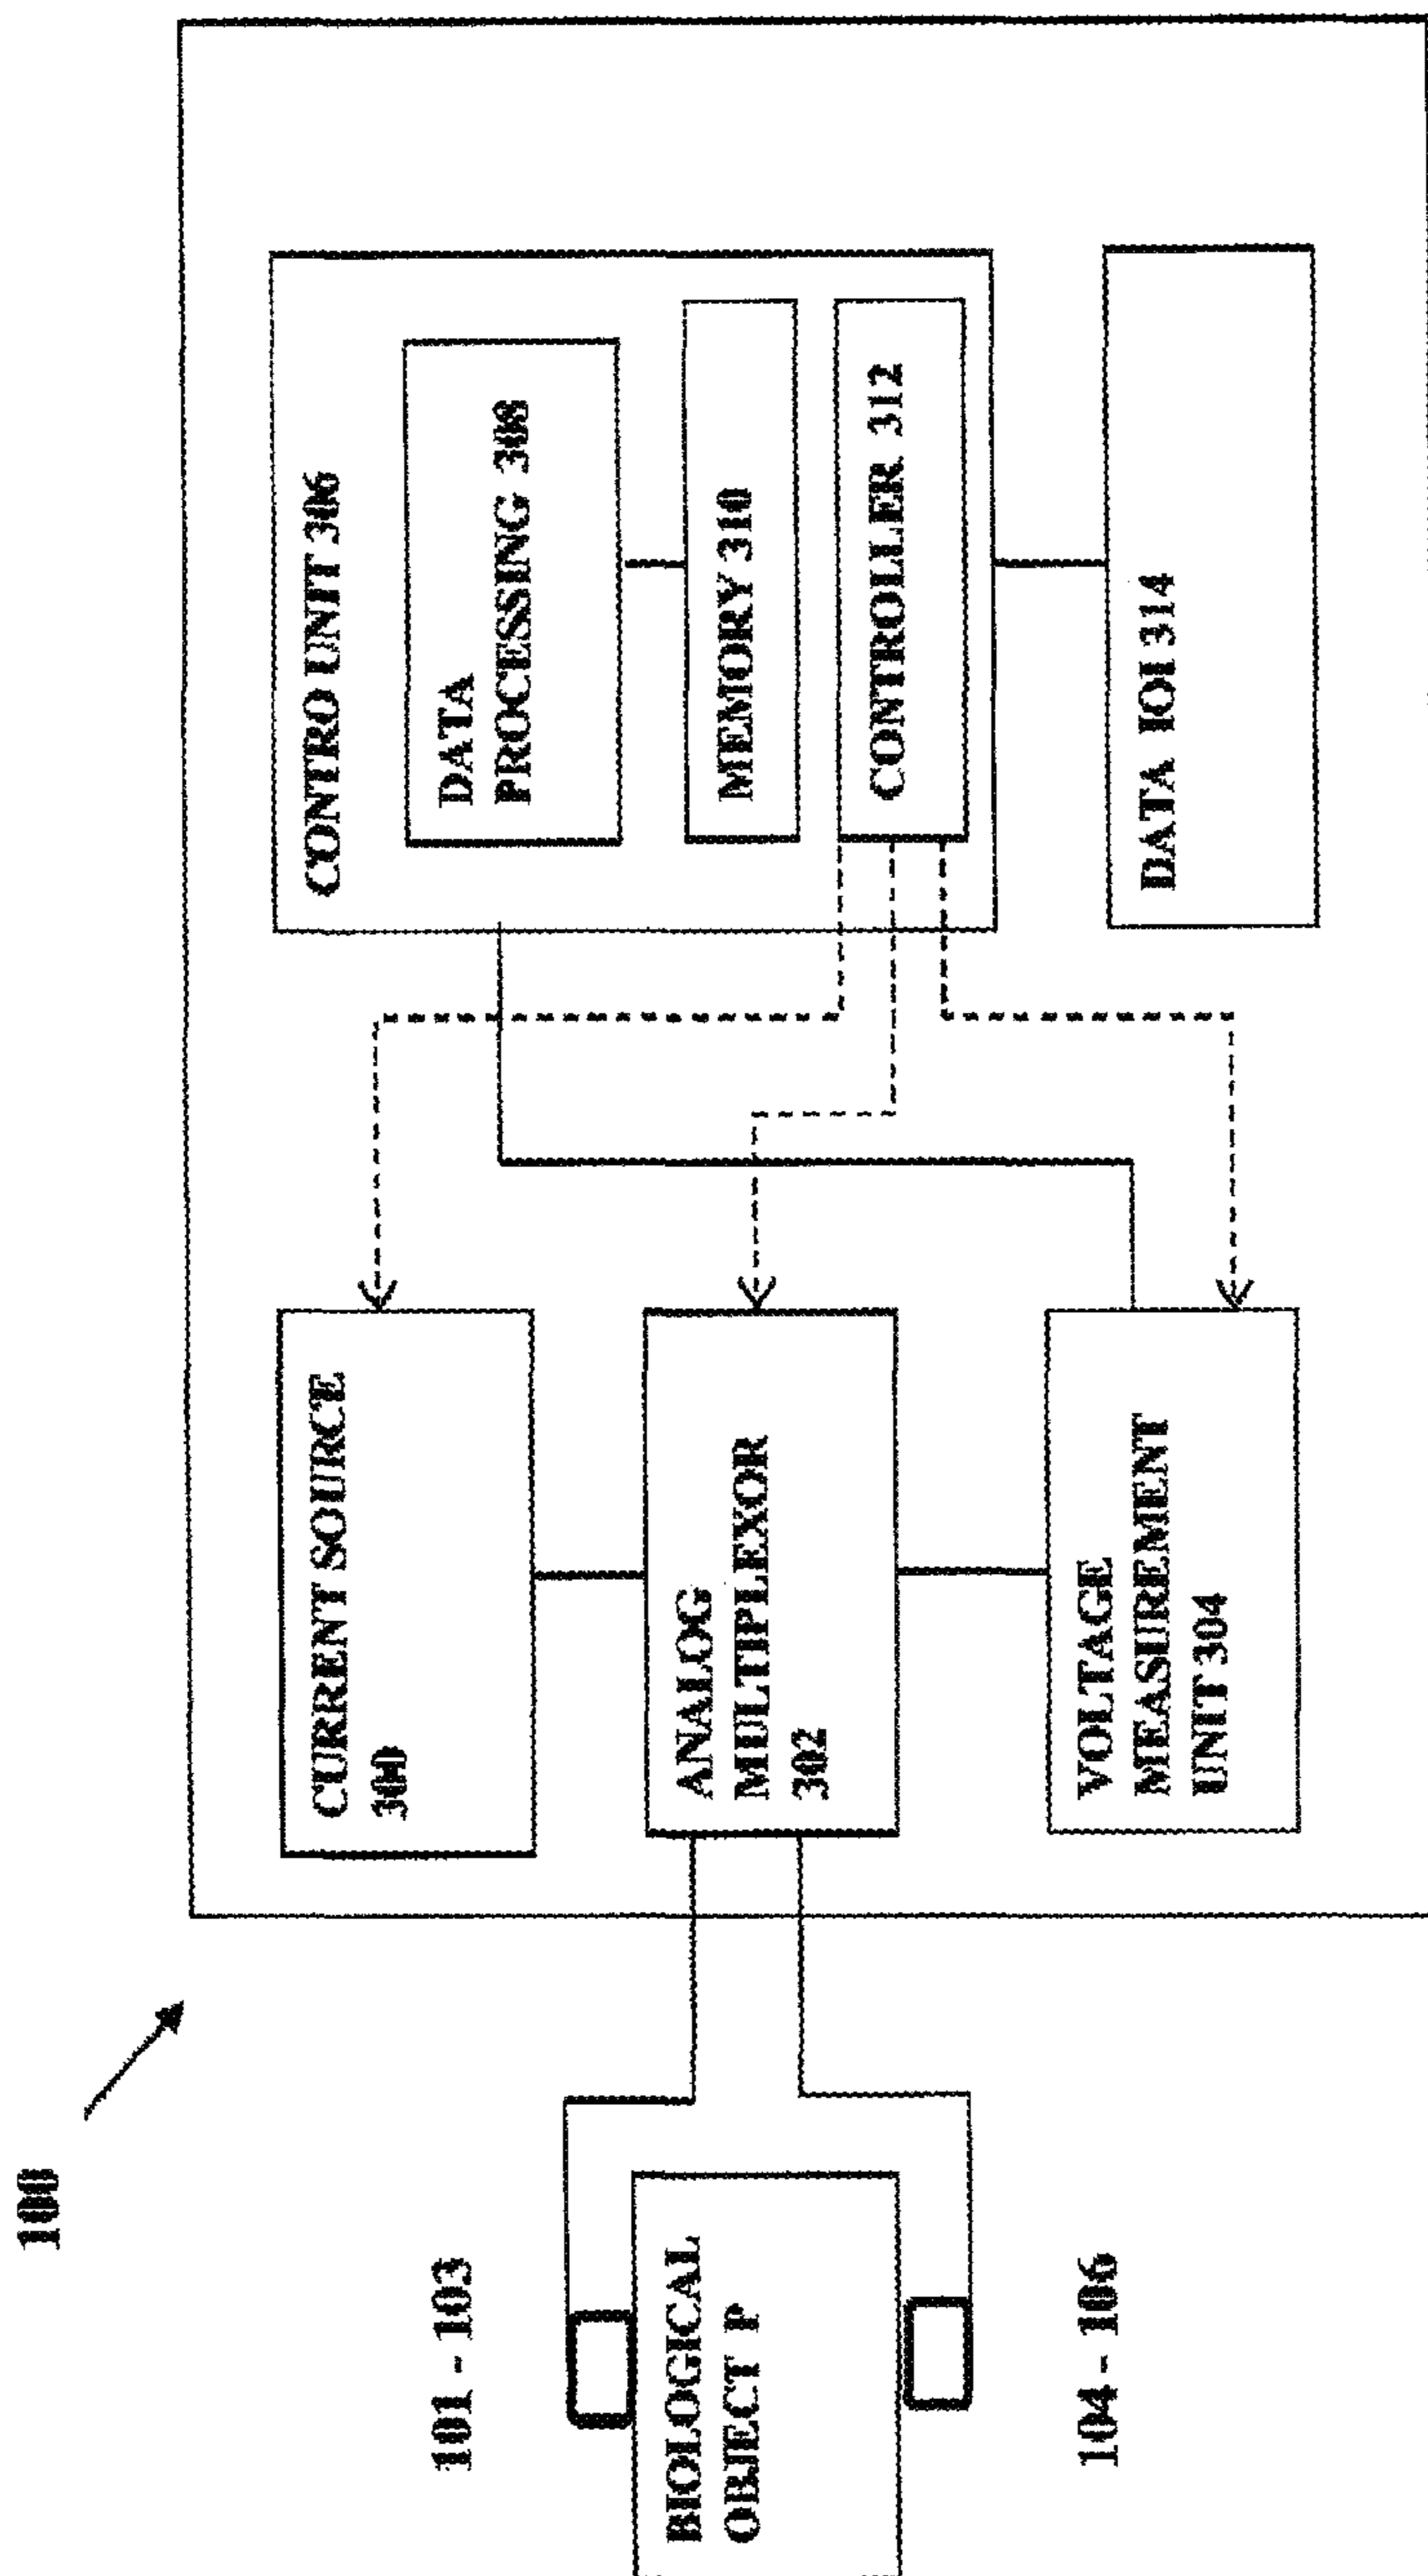 100
101 - 103
BIOLOGICAL
OBJECT P
104 - 106
CURRENT SOURCE
300
ANALOG
MULTIPLEXOR
302
VOLTAGE
MEASUREMENT
UNIT 304
CONTRO UNIT 306
DATA
PROCESSING 308
MEMORY 310
CONTROLLER 312
DATA IOI 314